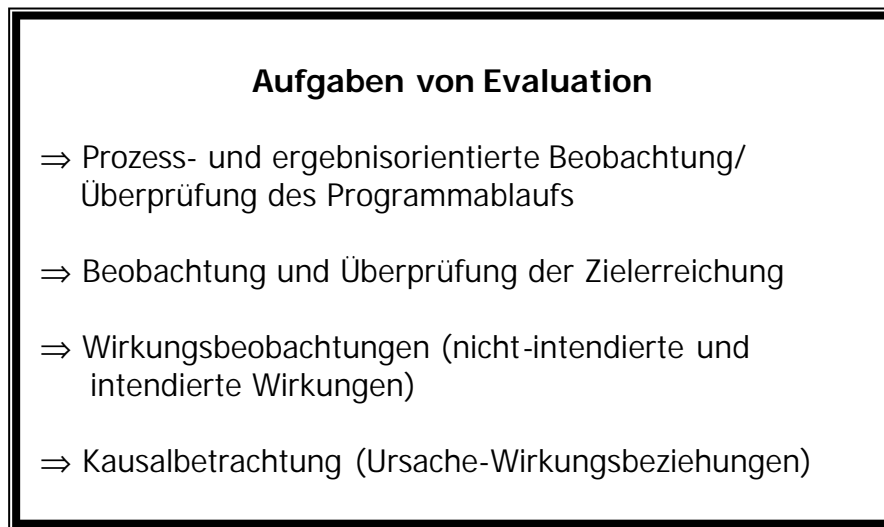 Aufgaben von Evaluation
⇒ Prozess- und ergebnisorientierte Beobachtung/
Überprüfung des Programmablaufs
⇒ Beobachtung und Überprüfung der Zielerreichung
⇒ Wirkungsbeobachtungen (nicht-intendierte und
intendierte Wirkungen)
⇒ Kausalbetrachtung (Ursache-Wirkungsbeziehungen)